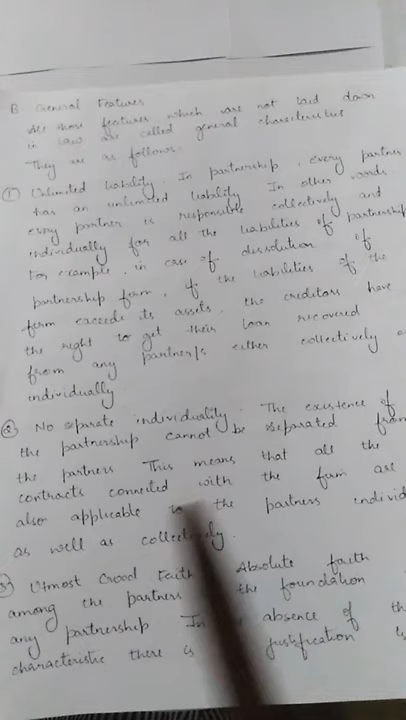 B General Features
All those features which are not laid down
in law are called general characteristics
They are as follows.
① Unlimited liability. In partnership, every partner
has an unlimited liability. In other words
every partner is responsible collectively and
individually for all the liabilities of partnership
For example, in case of dissolution of
partnership firm, if the liabilities of the
firm exceeds its assets, the creditors have
the right to get their loan recovered
from any partner/s either collectively
individually
② No separate individuality. The existence of
the partnership cannot be separated from
the partners This means that all the
contracts connected with the firm are
also applicable to the partners
as well as collectively.
Utmost Good Faith Absolute faith
among the partners the foundation
any partnership In absence of
characteristic there is justification